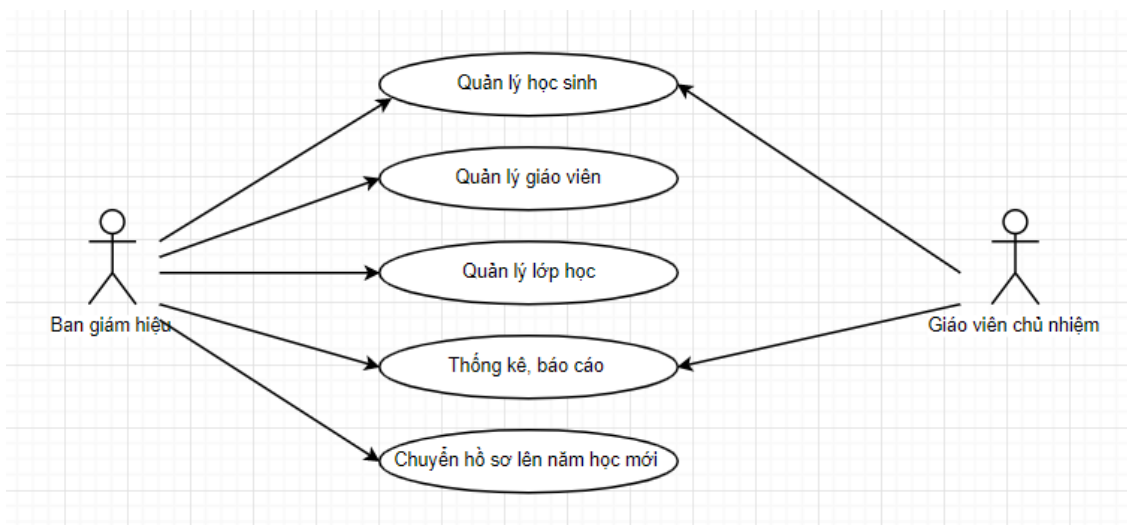 Quản lý học sinh
Quản lý giáo viên
Quản lý lớp học
Ban giám hiệu
Giáo viên chủ nhiệm
Thống kê, báo cáo
Chuyển hồ sơ lên năm học mới